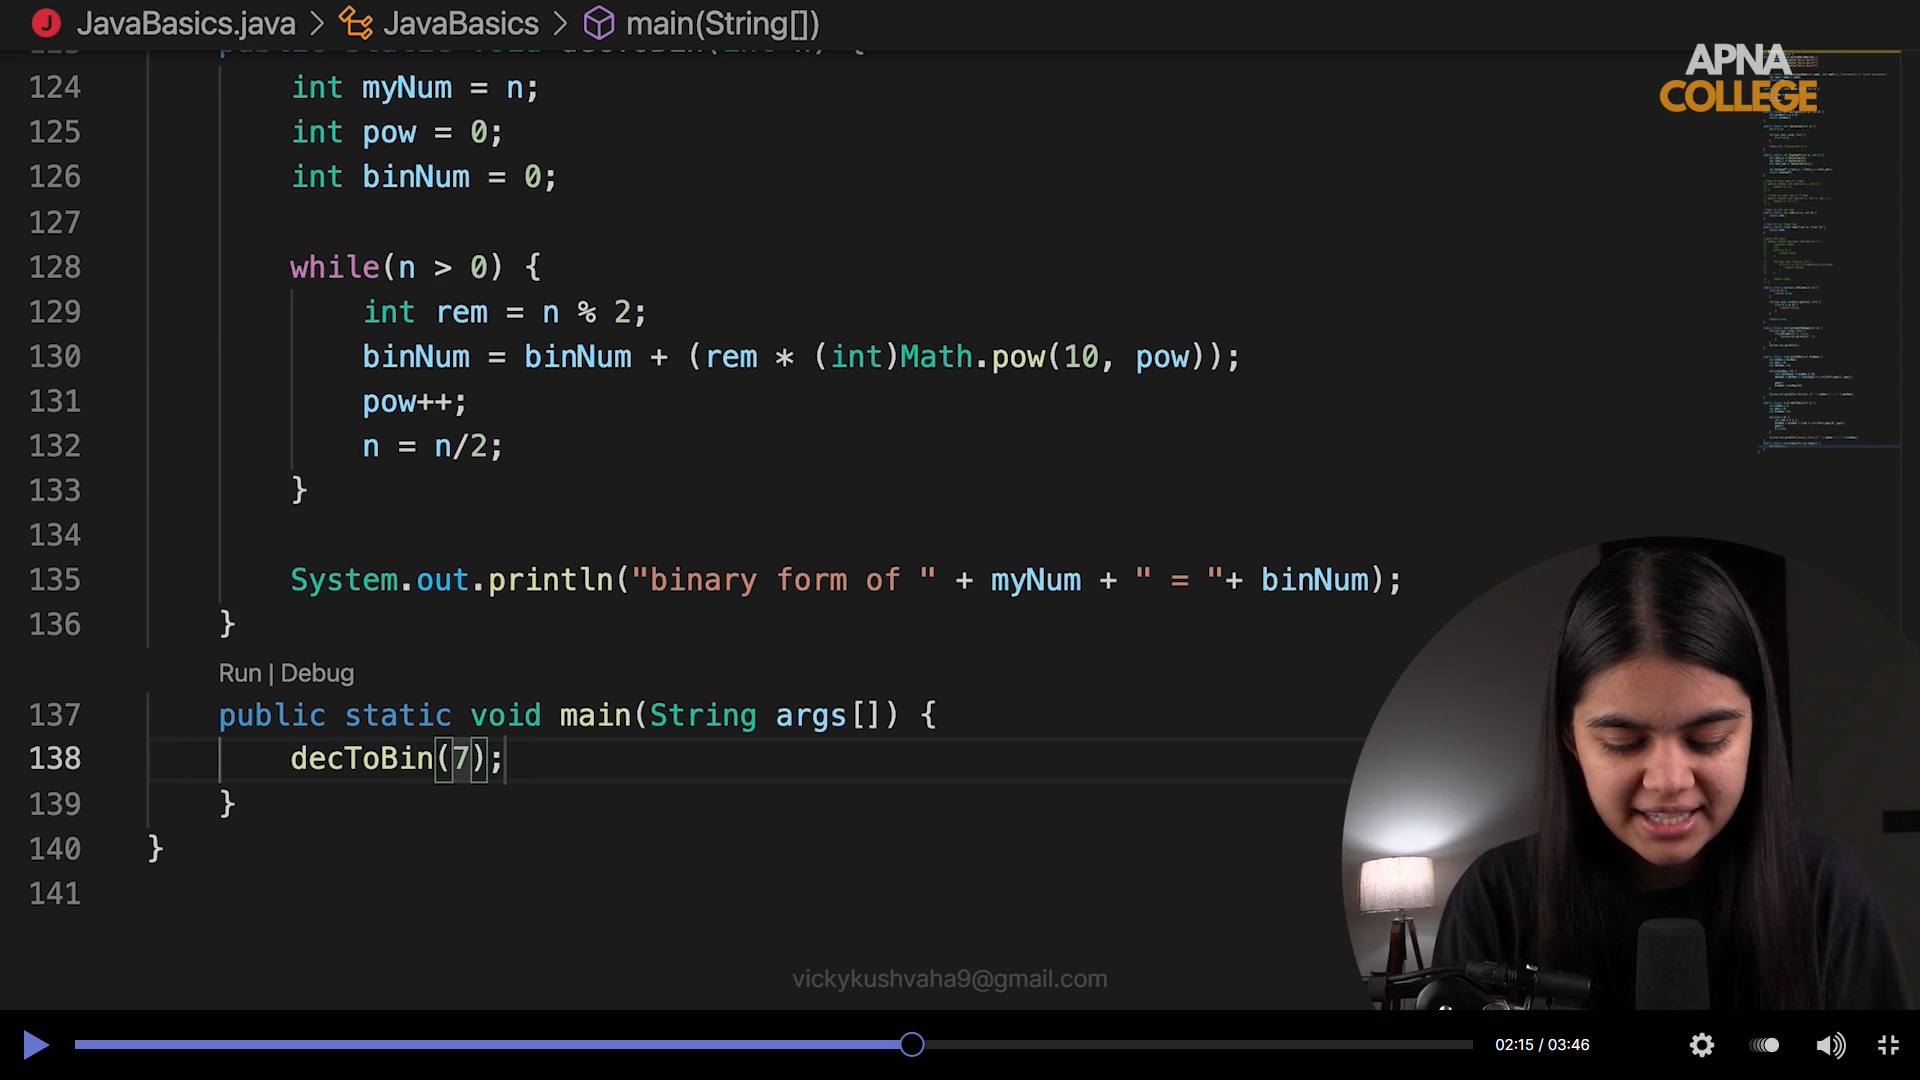 JavaBasics.java > JavaBasics > main(String[])
APNA
COLLEGE
124 int myNum = n;
125 int pow = 0;
126 int binNum = 0;
127
128 while(n > 0) {
129 int rem = n % 2;
130 binNum = binNum + (rem * (int)Math.pow(10, pow));
131 pow++;
132 n = n/2;
133 }
134
135 System.out.println("binary form of " + myNum + " = "+ binNum);
136 }
Run | Debug
137 public static void main(String args[]) {
138 decToBin(7);
139 }
140 }
141
vickykushvaha9@gmail.com
02:15 / 03:46